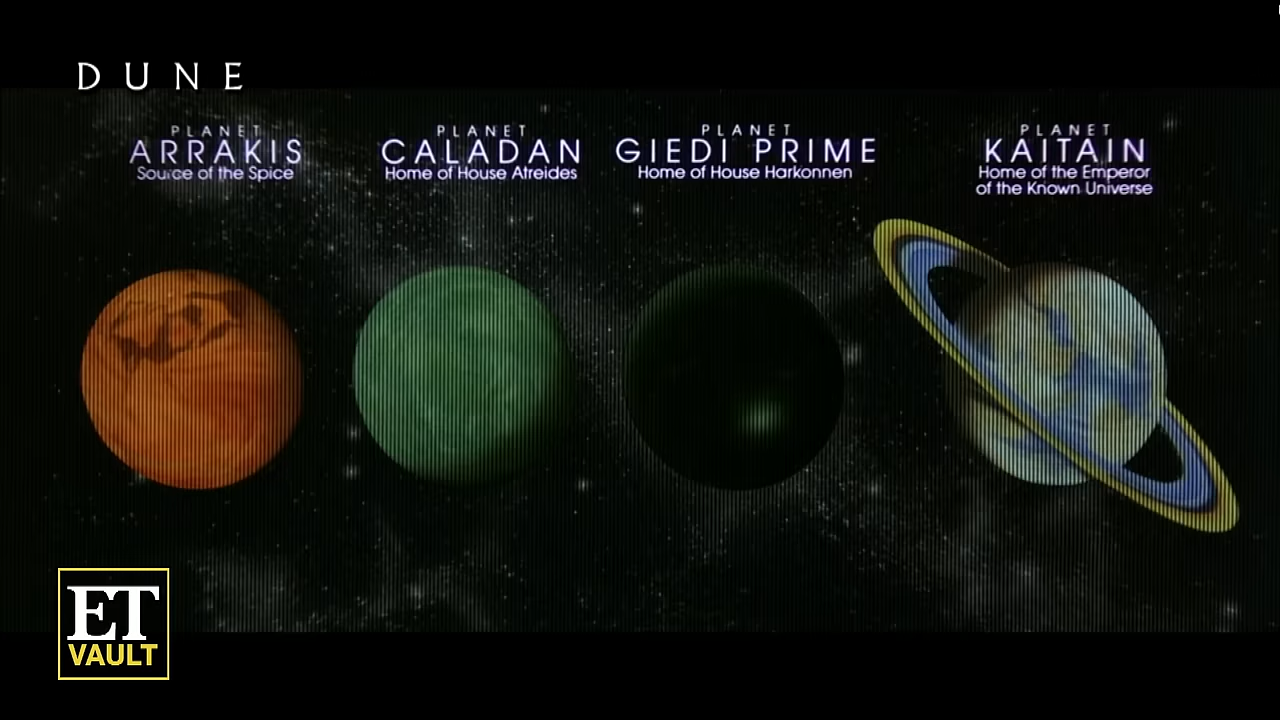 DUNE
PLANET
ARRAKIS
Source of the Spice
PLANET
CALADAN
Home of House Atreides
PLANET
GIEDI PRIME
Home of House Harkonnen
PLANET
KAITAIN
Home of the Emperor
of the Known Universe
ET
VAULT